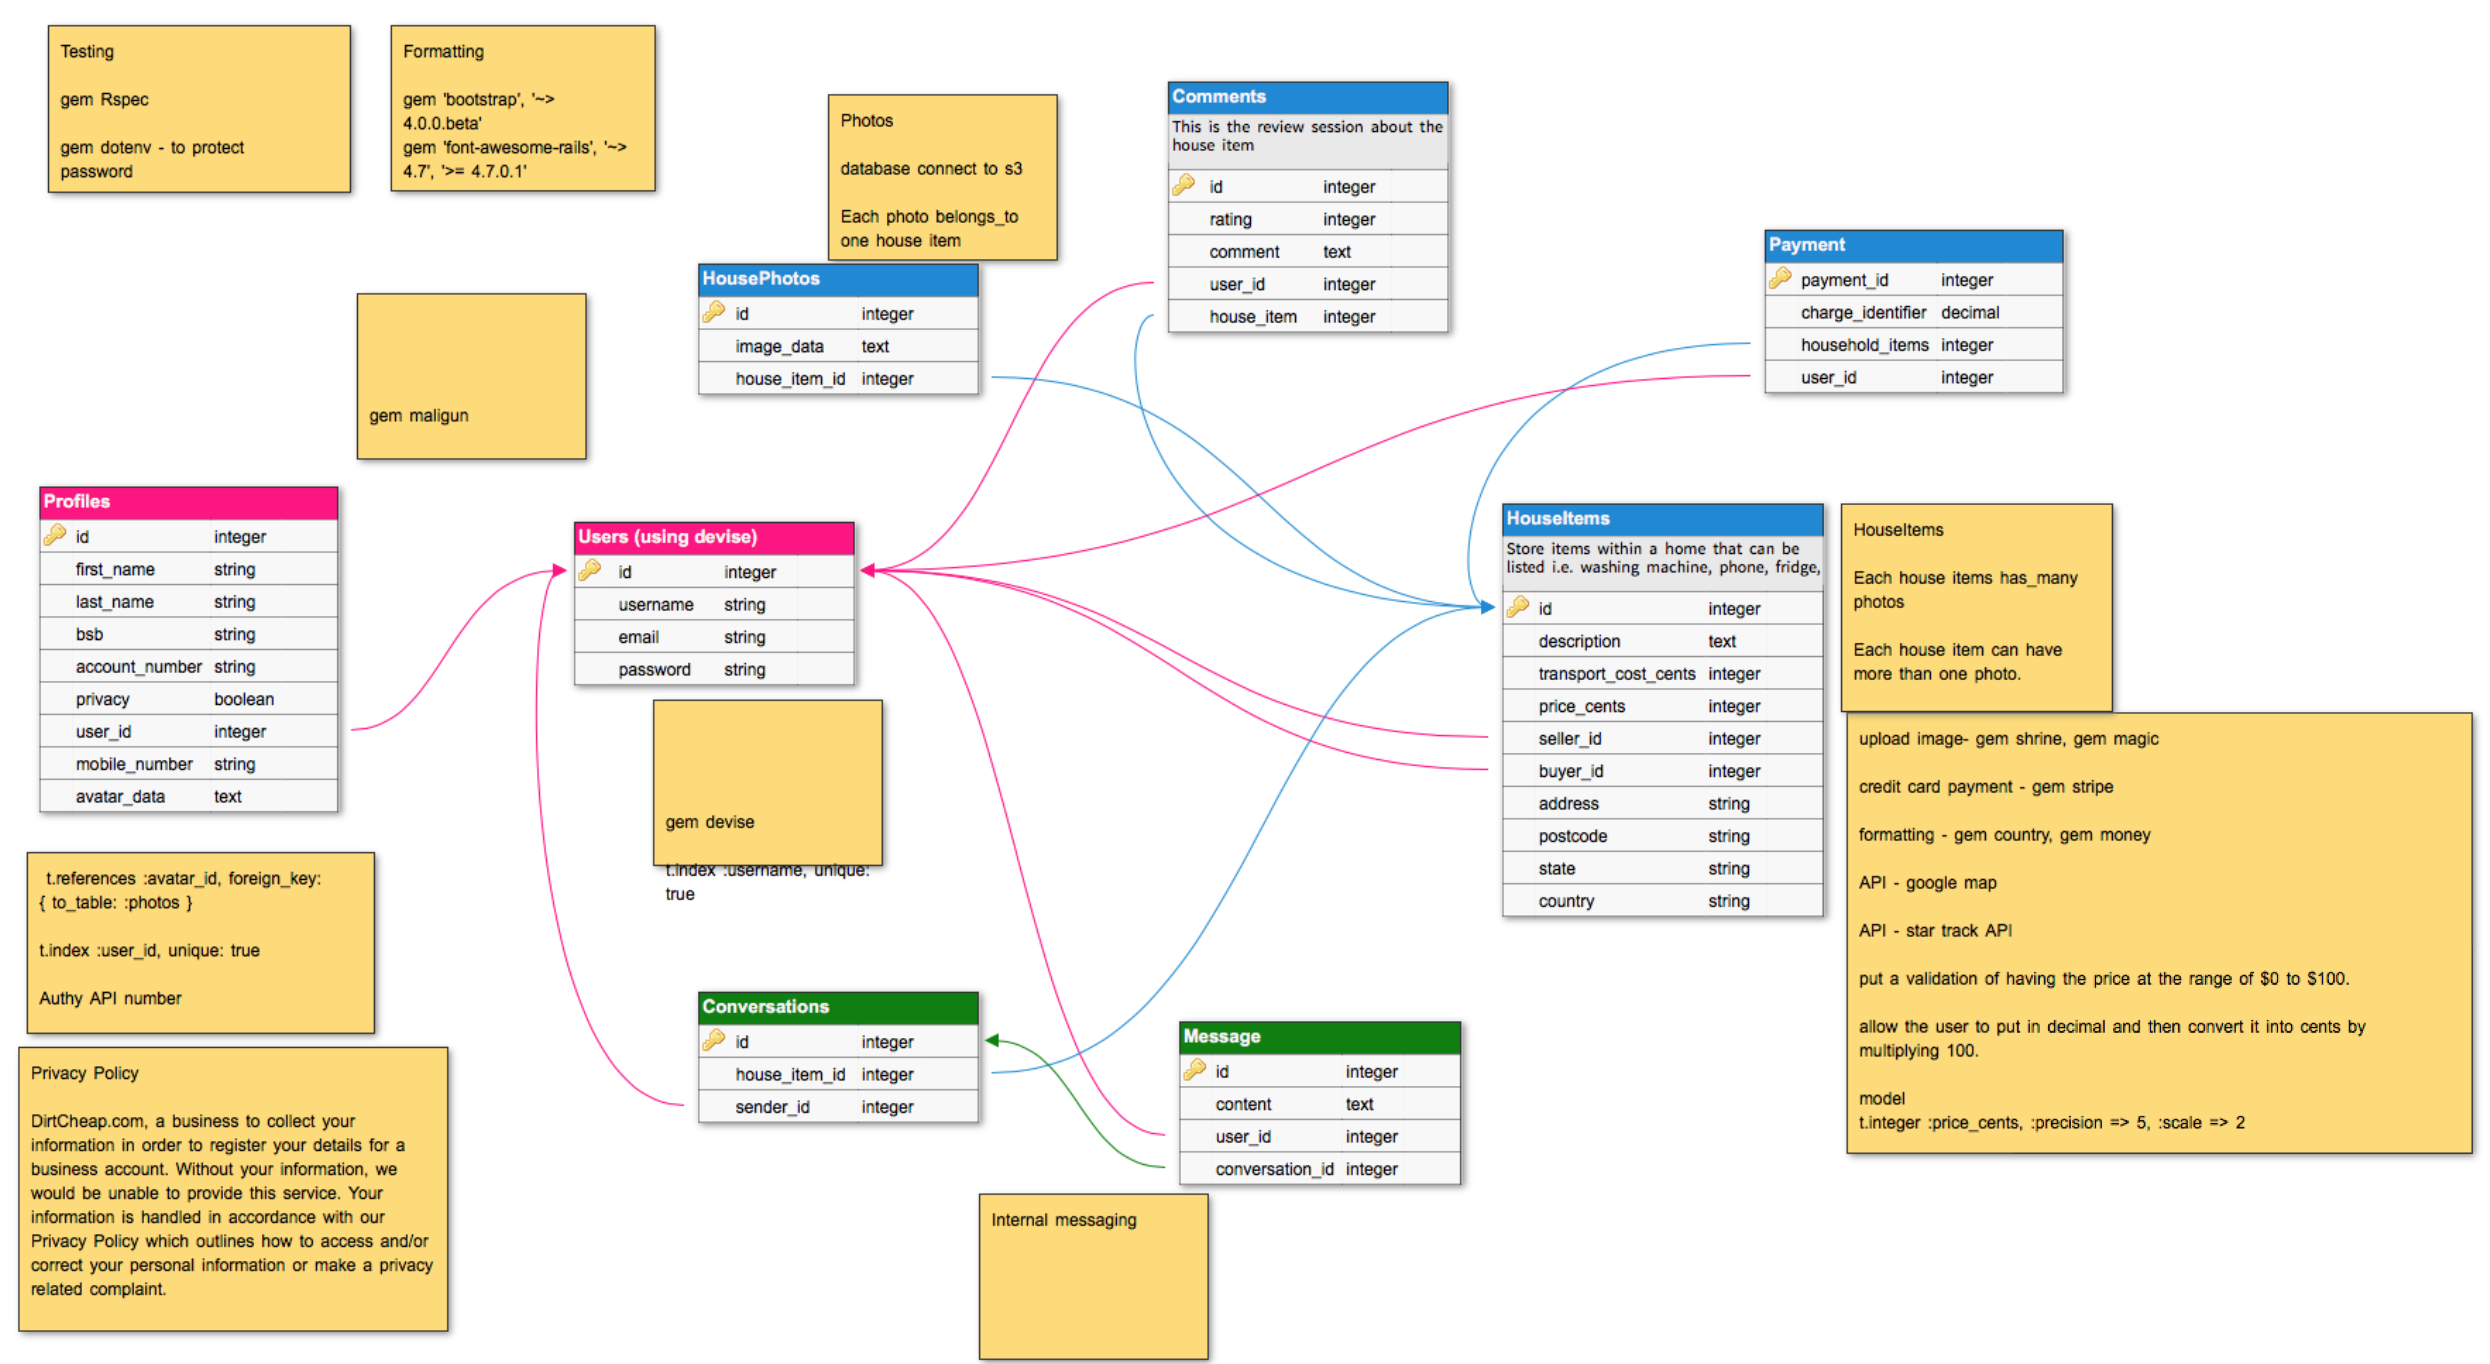 Testing
gem Rspec
gem dotenv - to protect
password
Formatting
gem 'bootstrap', '~>
4.0.0.beta'
gem 'font-awesome-rails', '~>
4.7', '>= 4.7.0.1'
Photos
database connect to s3
Each photo belongs_to
one house item
Comments
This is the review session about the
house item
id integer
rating integer
comment text
user_id integer
house_item integer
Payment
payment_id integer
charge_identifier decimal
household_items integer
user_id integer
HousePhotos
id integer
image_data text
house_item_id integer
gem maligun
Profiles
id integer
first_name string
last_name string
bsb string
account_number string
privacy boolean
user_id integer
mobile_number string
avatar_data text
Users (using devise)
id integer
username string
email string
password string
gem devise
t.index :username, unique:
true
HouseItems
Store items within a home that can be
listed i.e. washing machine, phone, fridge,
id integer
description text
transport_cost_cents integer
price_cents integer
seller_id integer
buyer_id integer
address string
postcode string
state string
country string
HouseItems
Each house items has_many
photos
Each house item can have
more than one photo.
upload image- gem shrine, gem magic
credit card payment - gem stripe
formatting - gem country, gem money
API - google map
API - star track API
put a validation of having the price at the range of $0 to $100.
allow the user to put in decimal and then convert it into cents by
multiplying 100.
model
t.integer :price_cents, :precision => 5, :scale => 2
t.references :avatar_id, foreign_key:
{ to_table: :photos }
t.index :user_id, unique: true
Authy API number
Privacy Policy
DirtCheap.com, a business to collect your
information in order to register your details for a
business account. Without your information, we
would be unable to provide this service. Your
information is handled in accordance with our
Privacy Policy which outlines how to access and/or
correct your personal information or make a privacy
related complaint.
Conversations
id integer
house_item_id integer
sender_id integer
Message
id integer
content text
user_id integer
conversation_id integer
Internal messaging